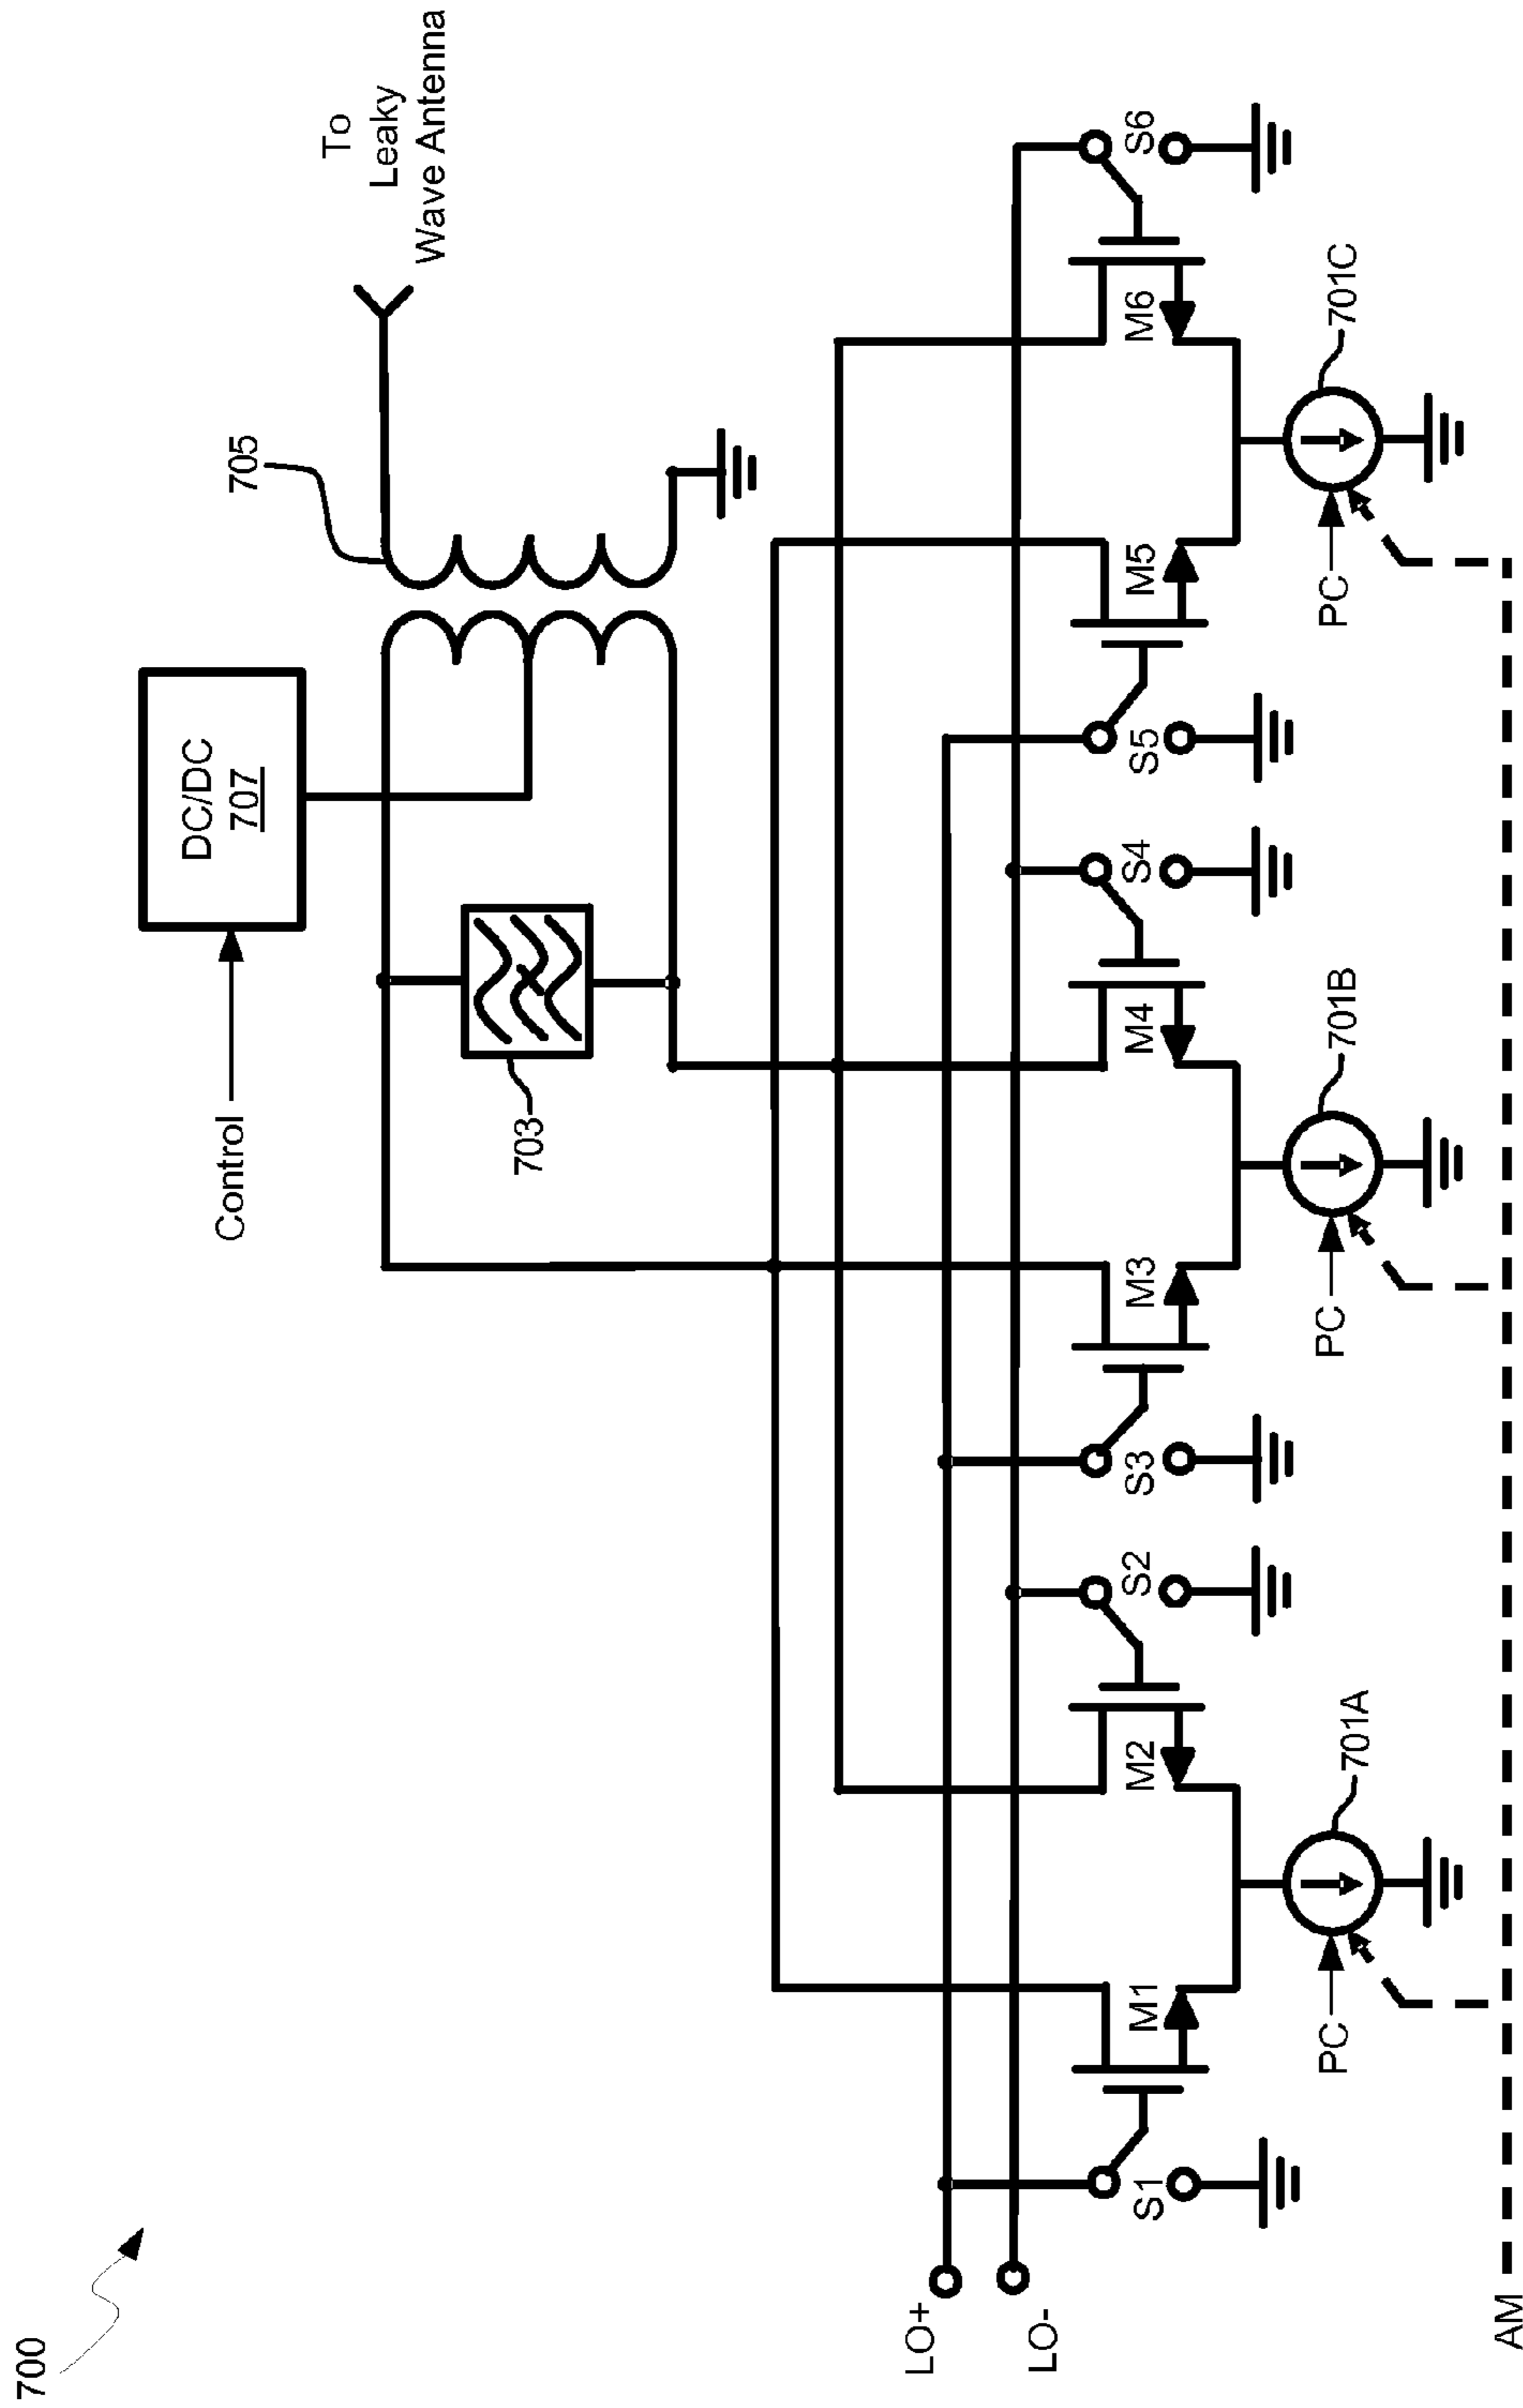 700
Control
DC/DC
707
703
705
To
Leaky
Wave Antenna
LO+
LO-
S1
M1
M2
S2
S3
M3
M4
S4
S5
M5
M6
S6
PC
701A
PC
701B
PC
701C
AM